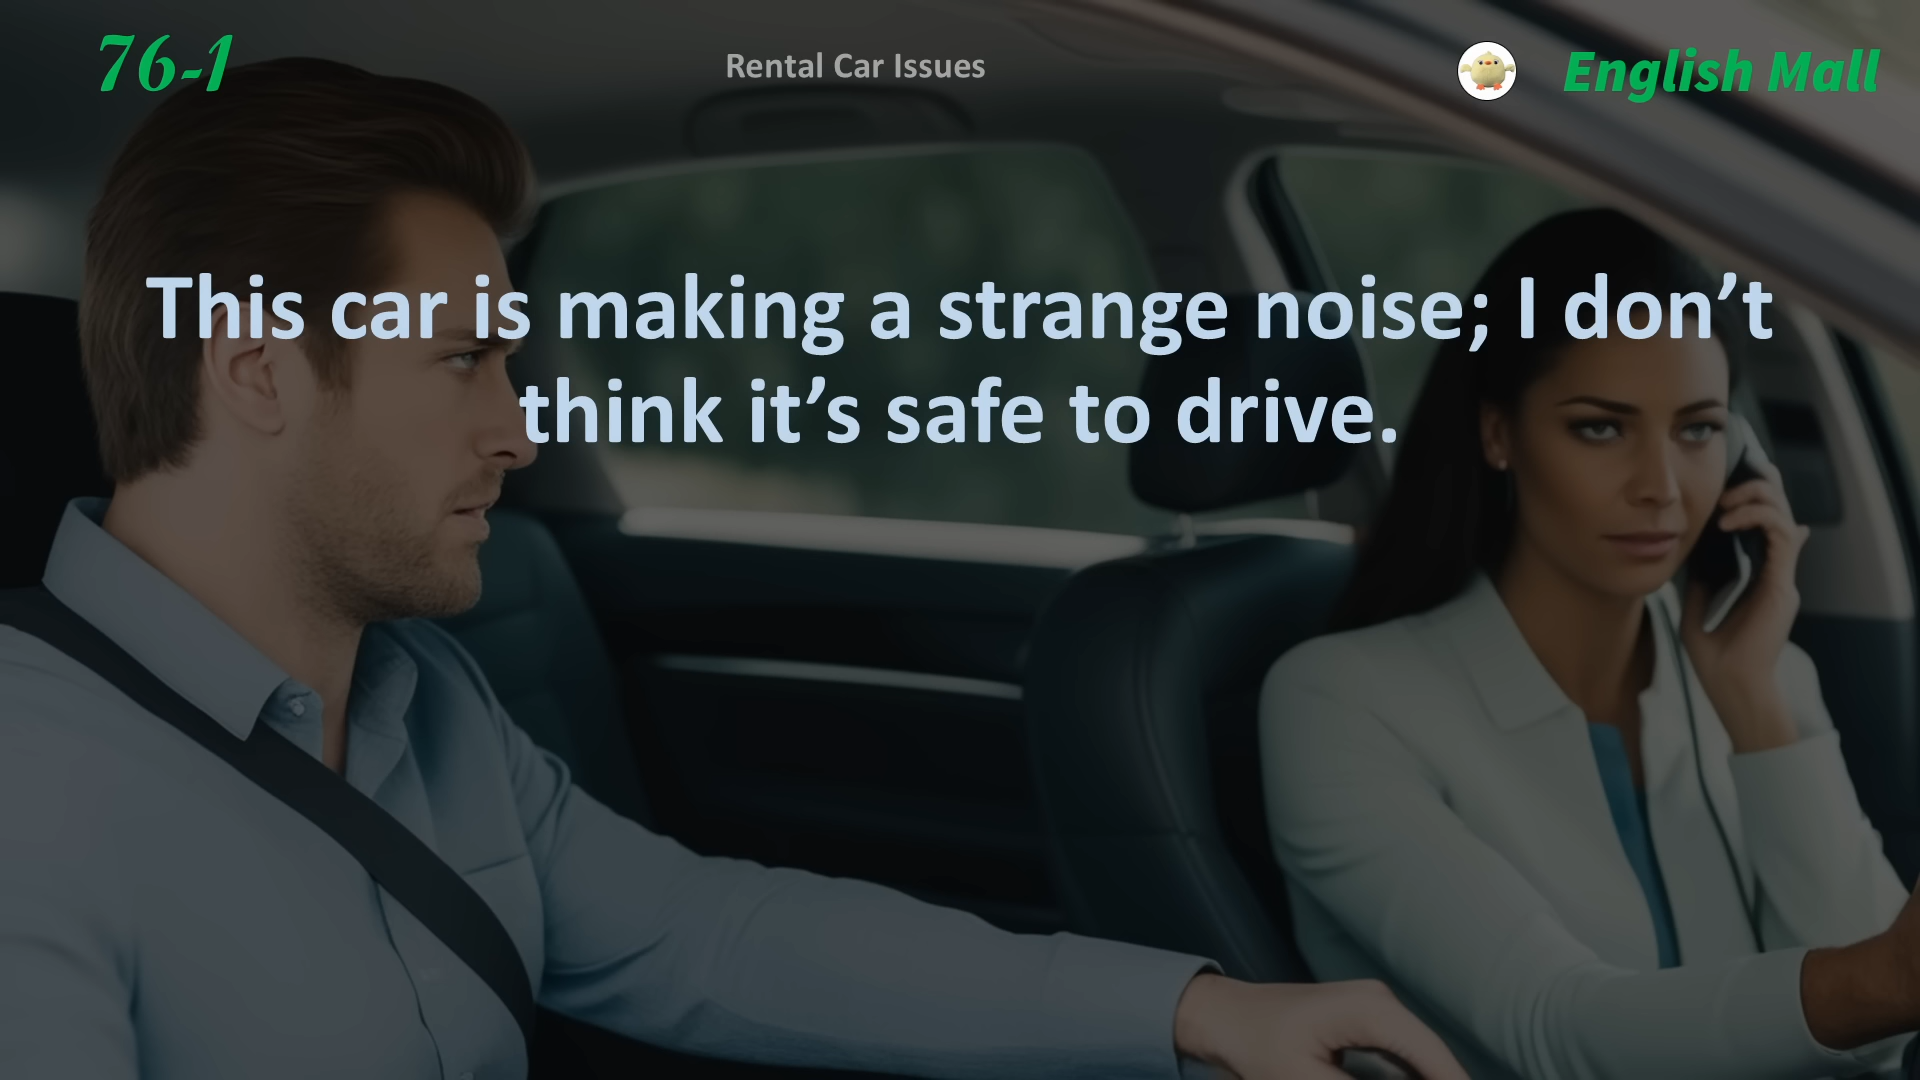 76-1
Rental Car Issues
English Mall
This car is making a strange noise; I don’t
think it’s safe to drive.